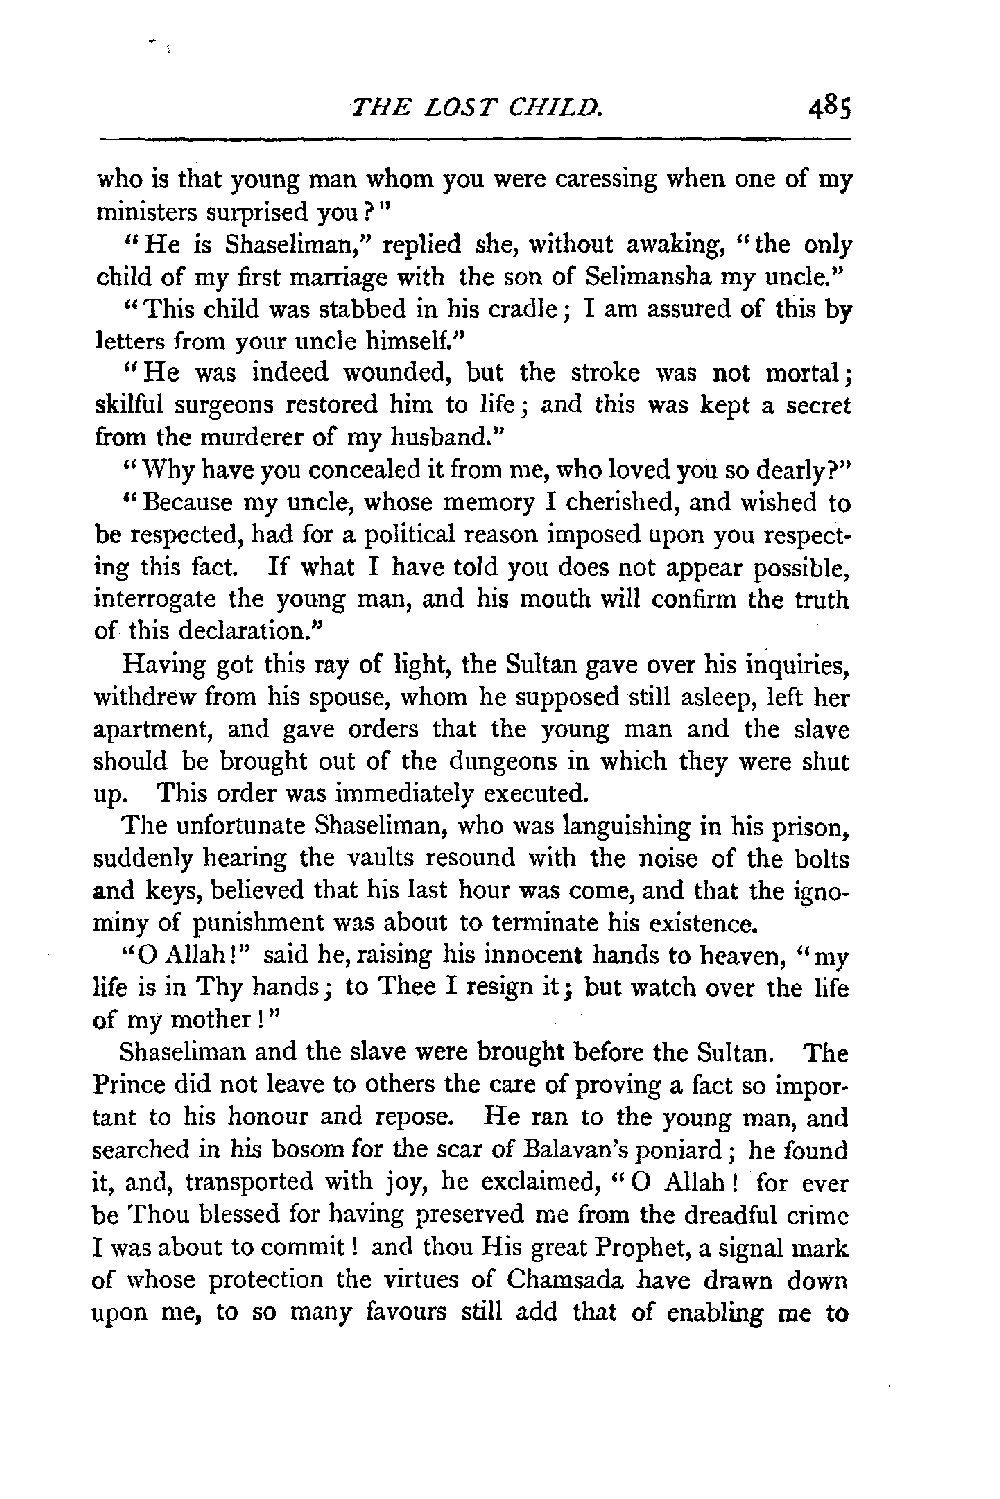 THE LOST CHILD. 485
who is that young man whom you were caressing when one of my
ministers surprised you?"
"He is Shaseliman," replied she, without awaking, "the only
child of my first marriage with the son of Selimansha my uncle."
"This child was stabbed in his cradle; I am assured of this by
letters from your uncle himself."
"He was indeed wounded, but the stroke was not mortal;
skilful surgeons restored him to life; and this was kept a secret
from the murderer of my husband."
"Why have you concealed it from me, who loved you so dearly?"
"Because my uncle, whose memory I cherished, and wished to
be respected, had for a political reason imposed upon you respect-
ing this fact. If what I have told you does not appear possible,
interrogate the young man, and his mouth will confirm the truth
of this declaration."
Having got this ray of light, the Sultan gave over his inquiries,
withdrew from his spouse, whom he supposed still asleep, left her
apartment, and gave orders that the young man and the slave
should be brought out of the dungeons in which they were shut
up. This order was immediately executed.
The unfortunate Shaseliman, who was languishing in his prison,
suddenly hearing the vaults resound with the noise of the bolts
and keys, believed that his last hour was come, and that the igno-
miny of punishment was about to terminate his existence.
"O Allah!" said he, raising his innocent hands to heaven, "my
life is in Thy hands; to Thee I resign it; but watch over the life
of my mother!"
Shaseliman and the slave were brought before the Sultan. The
Prince did not leave to others the care of proving a fact so impor-
tant to his honour and repose. He ran to the young man, and
searched in his bosom for the scar of Balavan's poniard; he found
it, and, transported with joy, he exclaimed, "O Allah! for ever
be Thou blessed for having preserved me from the dreadful crime
I was about to commit! and thou His great Prophet, a signal mark
of whose protection the virtues of Chamsada have drawn down
upon me, to so many favours still add that of enabling me to